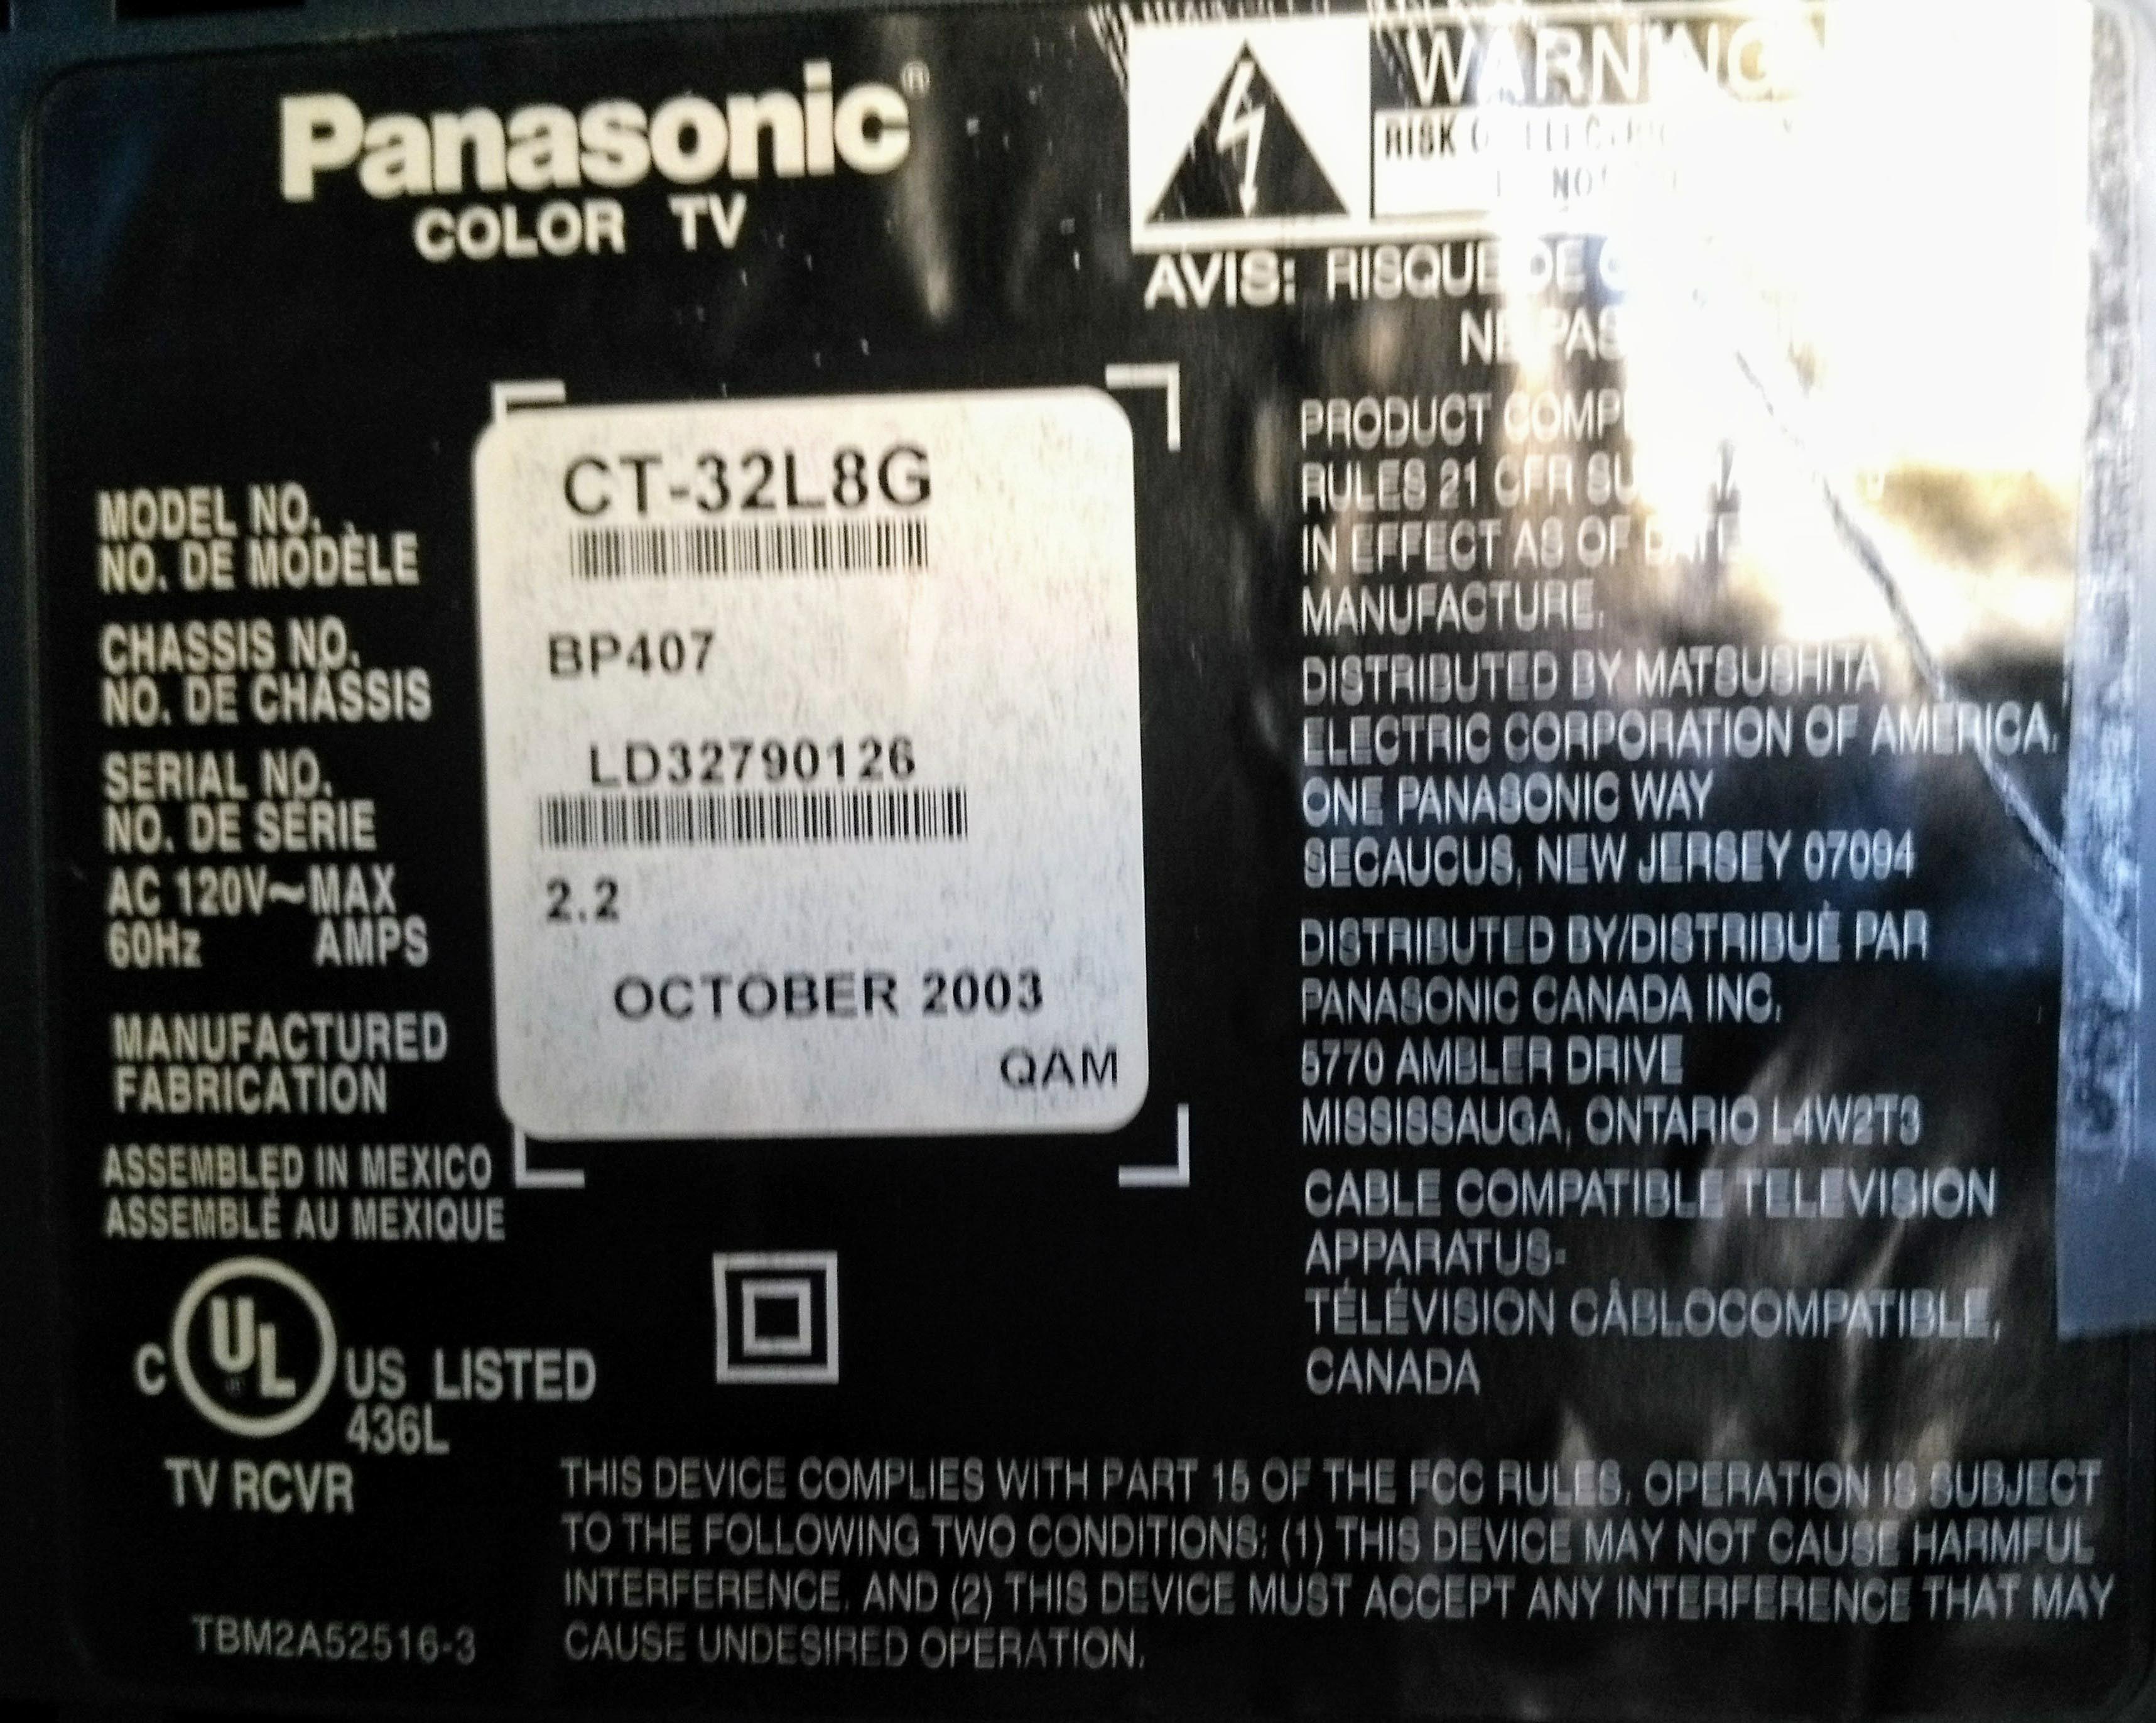 Panasonic®
COLOR TV
WARNING
RISK
AVIS: RISQUE DE
NE PAS
MODEL NO.
NO. DE MODÈLE
CT-32L8G
CHASSIS NO.
NO. DE CHÂSSIS
BP407
SERIAL NO.
NO. DE SÉRIE
LD32790126
AC 120V~MAX
60Hz AMPS
2.2
MANUFACTURED
FABRICATION
OCTOBER 2003
QAM
ASSEMBLED IN MEXICO
ASSEMBLÉ AU MEXIQUE
C UL US LISTED
436L
TV RCVR
TBM2A52516-3
PRODUCT
RULES 21 CFR
IN EFFECT AS OF DATE
MANUFACTURE.
DISTRIBUTED BY MATSUSHITA
ELECTRIC CORPORATION OF AMERICA.
ONE PANASONIC WAY
SECAUCUS, NEW JERSEY 07094
DISTRIBUTED BY/DISTRIBUÉ PAR
PANASONIC CANADA INC.
5770 AMBLER DRIVE
MISSISSAUGA, ONTARIO L4W2T3
CABLE COMPATIBLE TELEVISION
APPARATUS-
TÉLÉVISION CÂBLOCOMPATIBLE,
CANADA
THIS DEVICE COMPLIES WITH PART 15 OF THE FCC RULES. OPERATION IS SUBJECT
TO THE FOLLOWING TWO CONDITIONS: (1) THIS DEVICE MAY NOT CAUSE HARMFUL
INTERFERENCE, AND (2) THIS DEVICE MUST ACCEPT ANY INTERFERENCE THAT MAY
CAUSE UNDESIRED OPERATION.